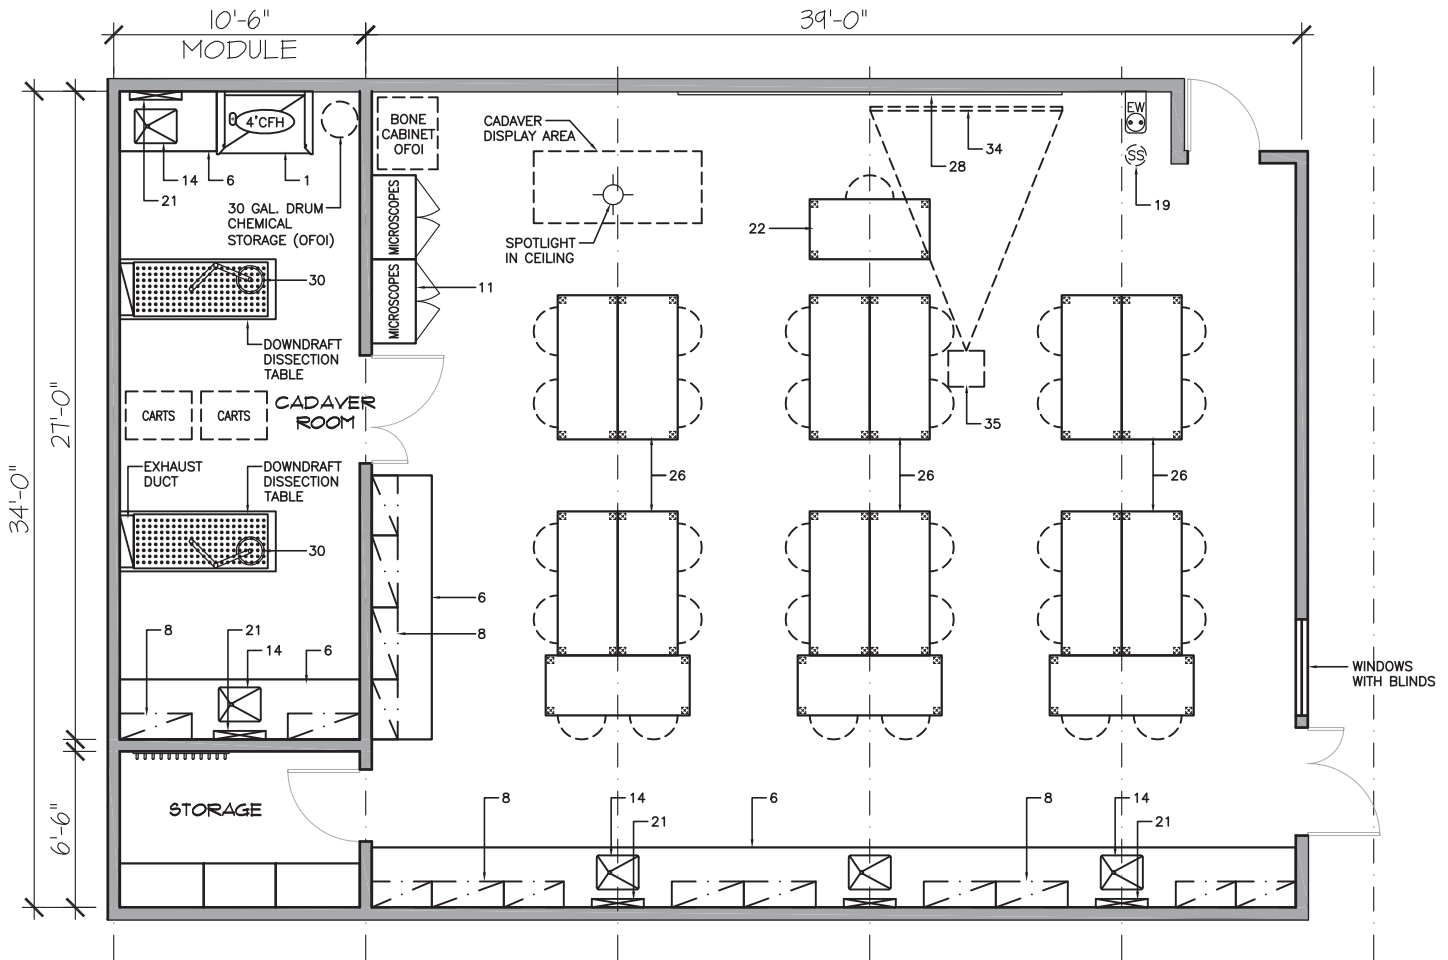 10'-6"
MODULE
39'-0"
34'-0"
27'-0"
6'-6"
4'CFH
14
6
1
21
30 GAL. DRUM
CHEMICAL
STORAGE (OFOI)
BONE
CABINET
OFOI
MICROSCOPES
MICROSCOPES
11
CADAVER
DISPLAY AREA
SPOTLIGHT
IN CEILING
22
34
28
EW
SS
19
30
DOWNDRAFT
DISSECTION
TABLE
CARTS
CARTS
CADAVER
ROOM
EXHAUST
DUCT
DOWNDRAFT
DISSECTION
TABLE
30
35
26
26
26
6
8
8
21
14
6
WINDOWS
WITH BLINDS
STORAGE
8
14
21
6
8
14
21